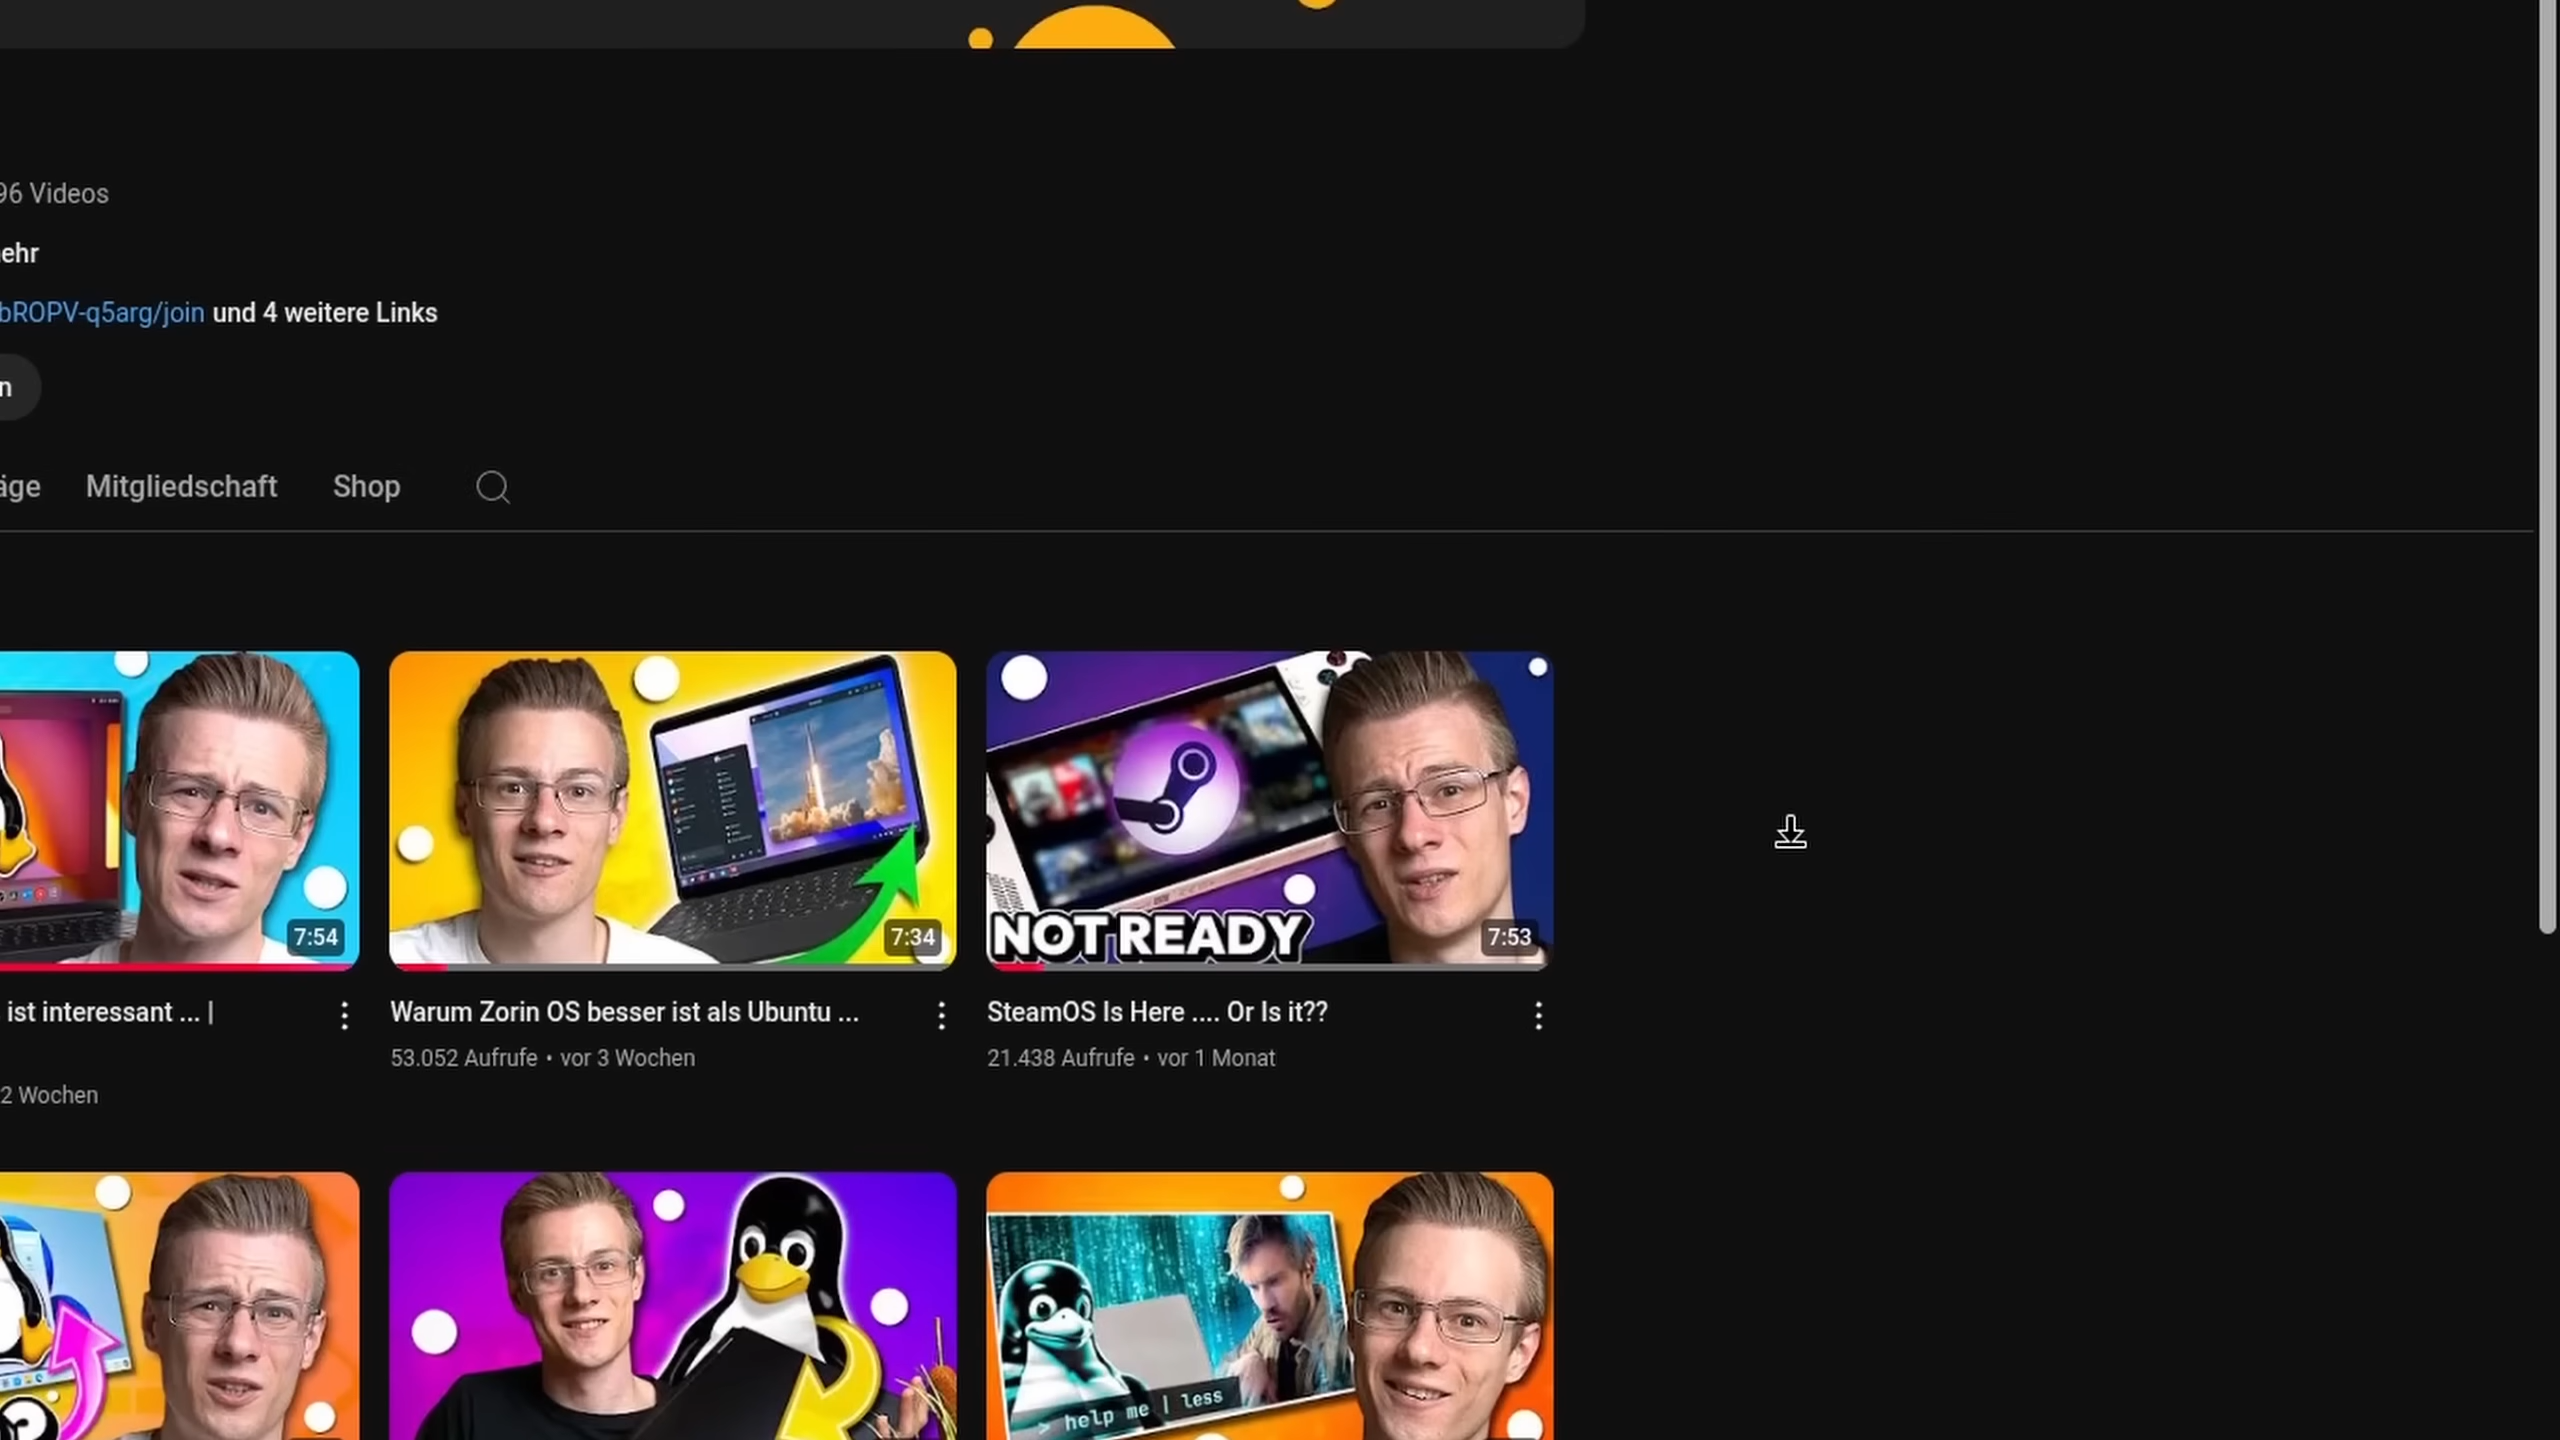 96 Videos
ehr
bROPV-q5arg/join und 4 weitere Links
n
äge Mitgliedschaft Shop
7:54
7:34
NOT READY
7:53
ist interessant ... |
Warum Zorin OS besser ist als Ubuntu ...
SteamOS Is Here .... Or Is it??
53.052 Aufrufe • vor 3 Wochen
21.438 Aufrufe • vor 1 Monat
2 Wochen
> help me | less